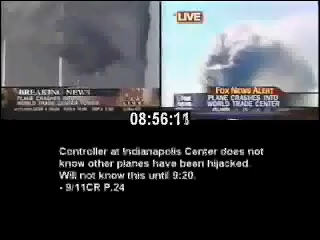 LIVE
BREAKING NEWS
PLANE CRASHES INTO
WORLD TRADE CENTER TOWER
FOX NEWS ALERT
PLANE CRASHES INTO
WORLD TRADE CENTER
08:56:11
Controller at Indianapolis Center does not
know other planes have been hijacked.
Will not know this until 9:20.
- 9/11CR P.24